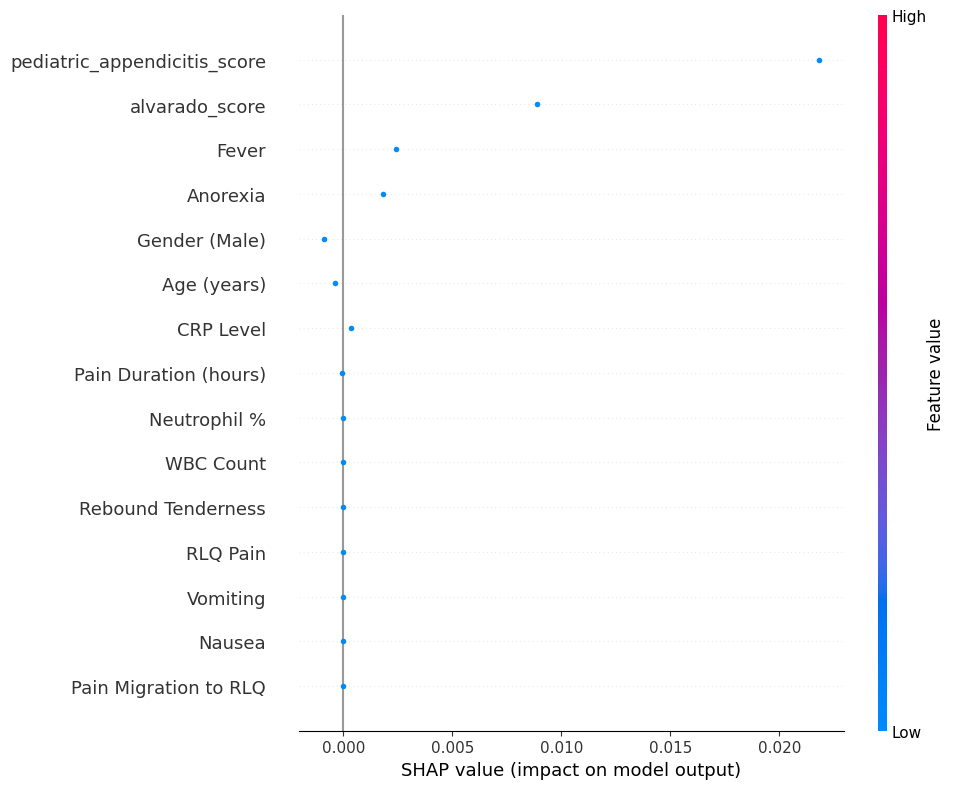 High
pediatric_appendicitis_score
alvarado_score
Fever
Anorexia
Gender (Male)
Age (years)
CRP Level
Pain Duration (hours)
Neutrophil %
WBC Count
Rebound Tenderness
RLQ Pain
Vomiting
Nausea
Pain Migration to RLQ
Feature value
Low
0.000 0.005 0.010 0.015 0.020
SHAP value (impact on model output)